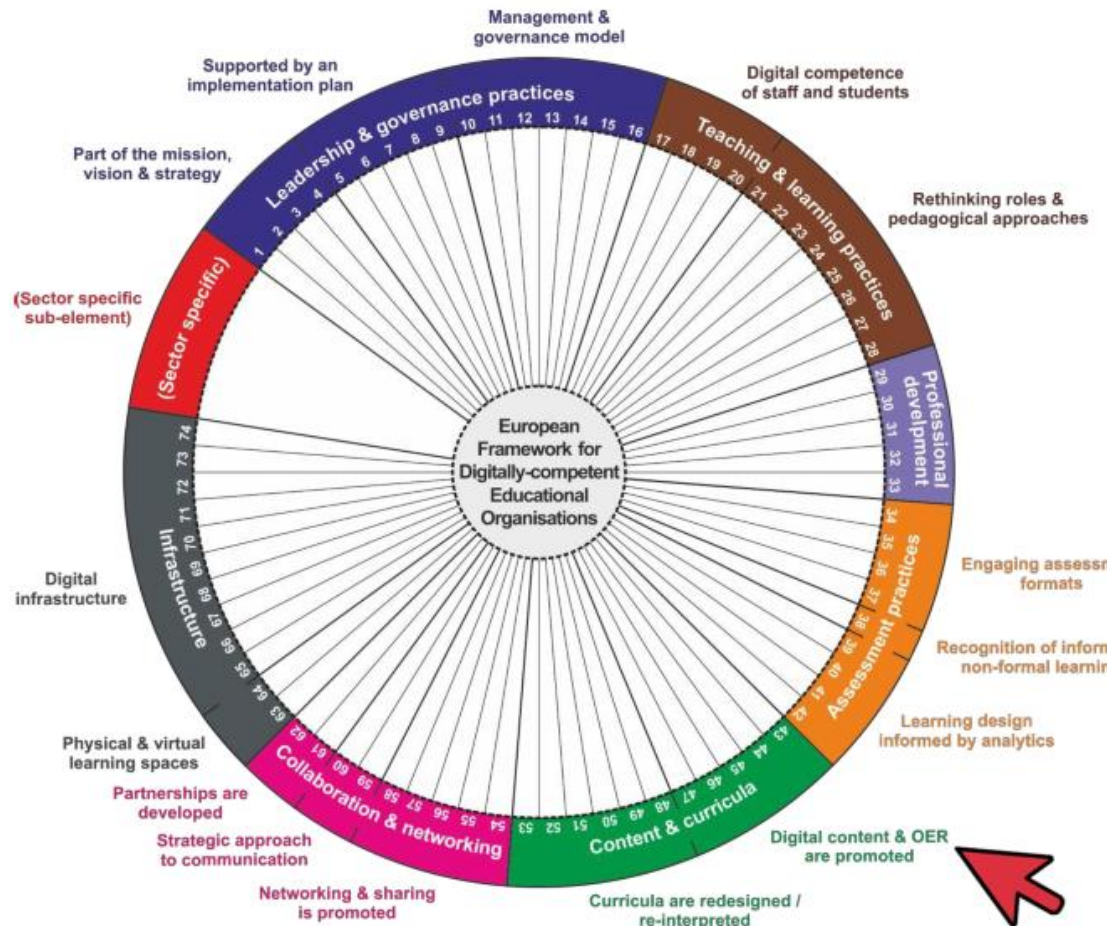 Management &
governance model
Supported by an
implementation plan
Part of the mission,
vision & strategy
Leadership & governance practices
Digital competence
of staff and students
Rethinking roles &
pedagogical approaches
Teaching & learning practices
Professional
develpment
Engaging
formats
Recognition of
non-formal
Learning design
informed by analytics
Assessment practices
Digital content & OER
are promoted
Curricula are redesigned /
re-interpreted
Content & curricula
Networking & sharing
is promoted
Strategic approach
to communication
Partnerships are
developed
Collaboration & networking
Physical & virtual
learning spaces
Digital
infrastructure
Infrastructure
(Sector specific
sub-element)
(Sector specific)
European
Framework for
Digitally-competent
Educational
Organisations
1 2 3 4 5 6 7 8 9 10 11 12 13 14 15 16
17 18 19 20 21 22 23 24 25 26 27 28
29 30 31 32 33
34 35 36 37 38 39 40 41 42
43 44 45 46 47 48 49 50 51 52 53
54 55 56 57 58 59 60 61 62
63 64 65 66 67 68 69 70 71 72 73 74